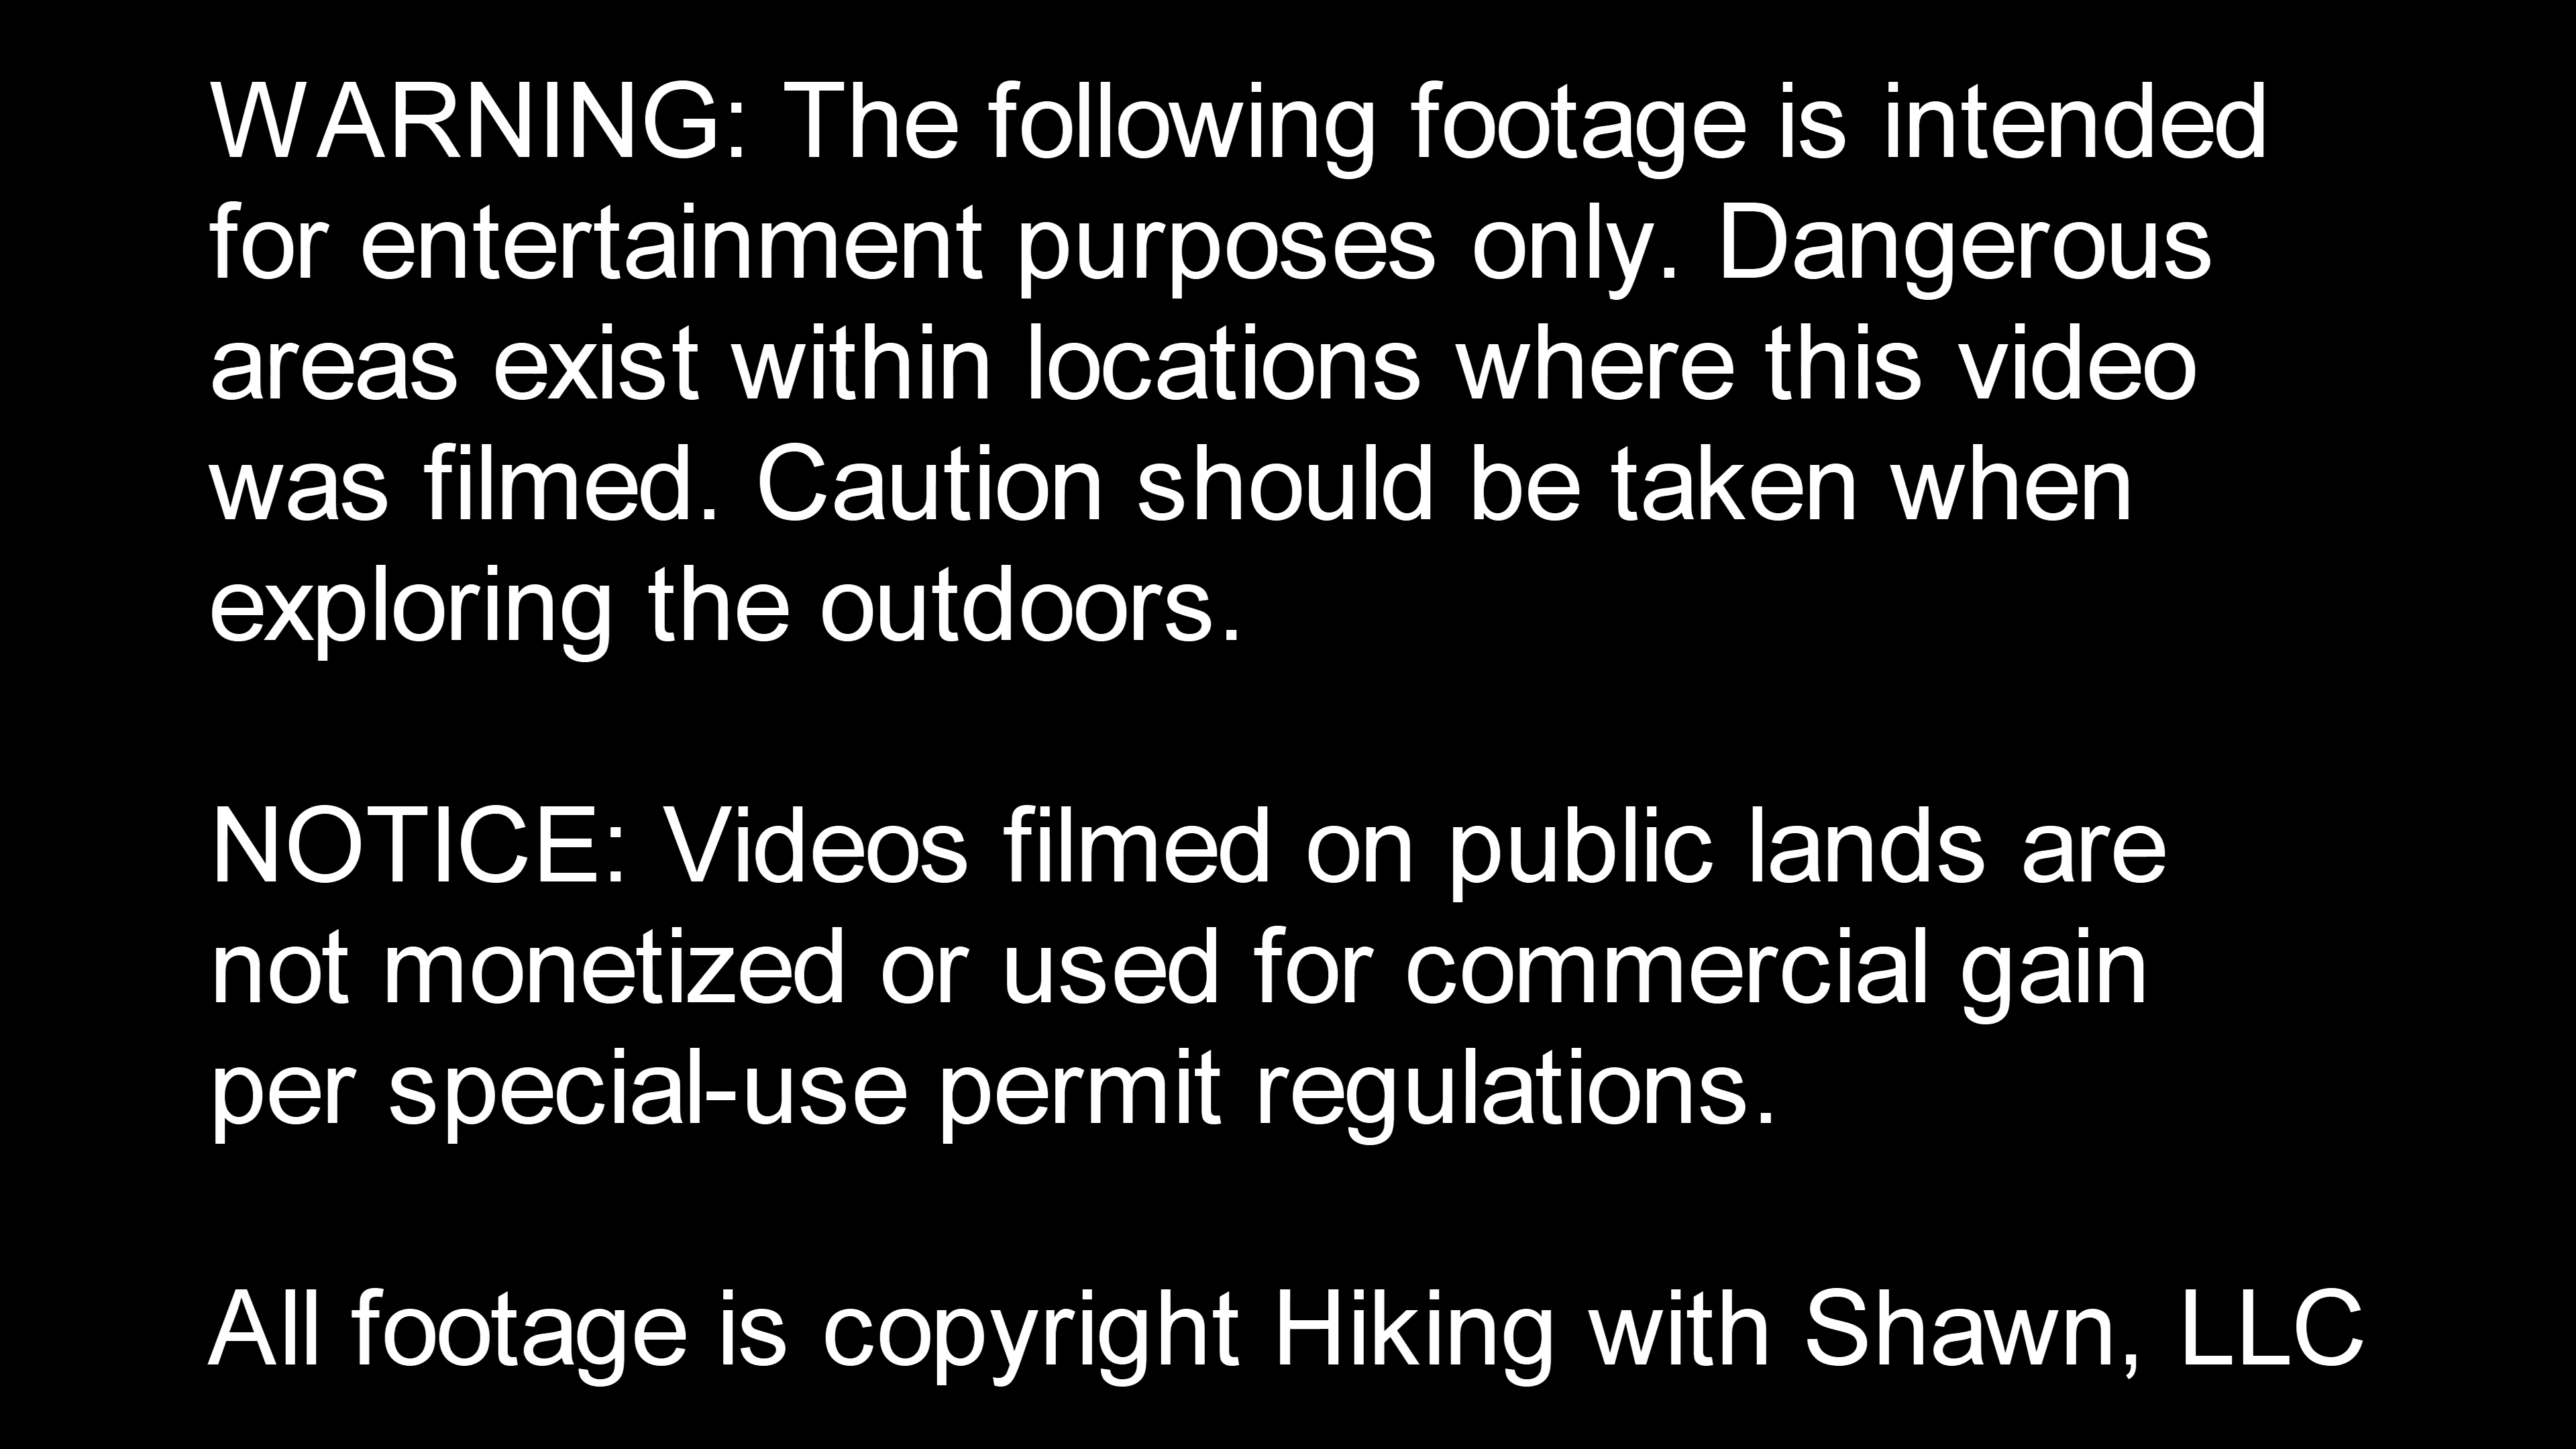 WARNING: The following footage is intended
for entertainment purposes only. Dangerous
areas exist within locations where this video
was filmed. Caution should be taken when
exploring the outdoors.
NOTICE: Videos filmed on public lands are
not monetized or used for commercial gain
per special-use permit regulations.
All footage is copyright Hiking with Shawn, LLC